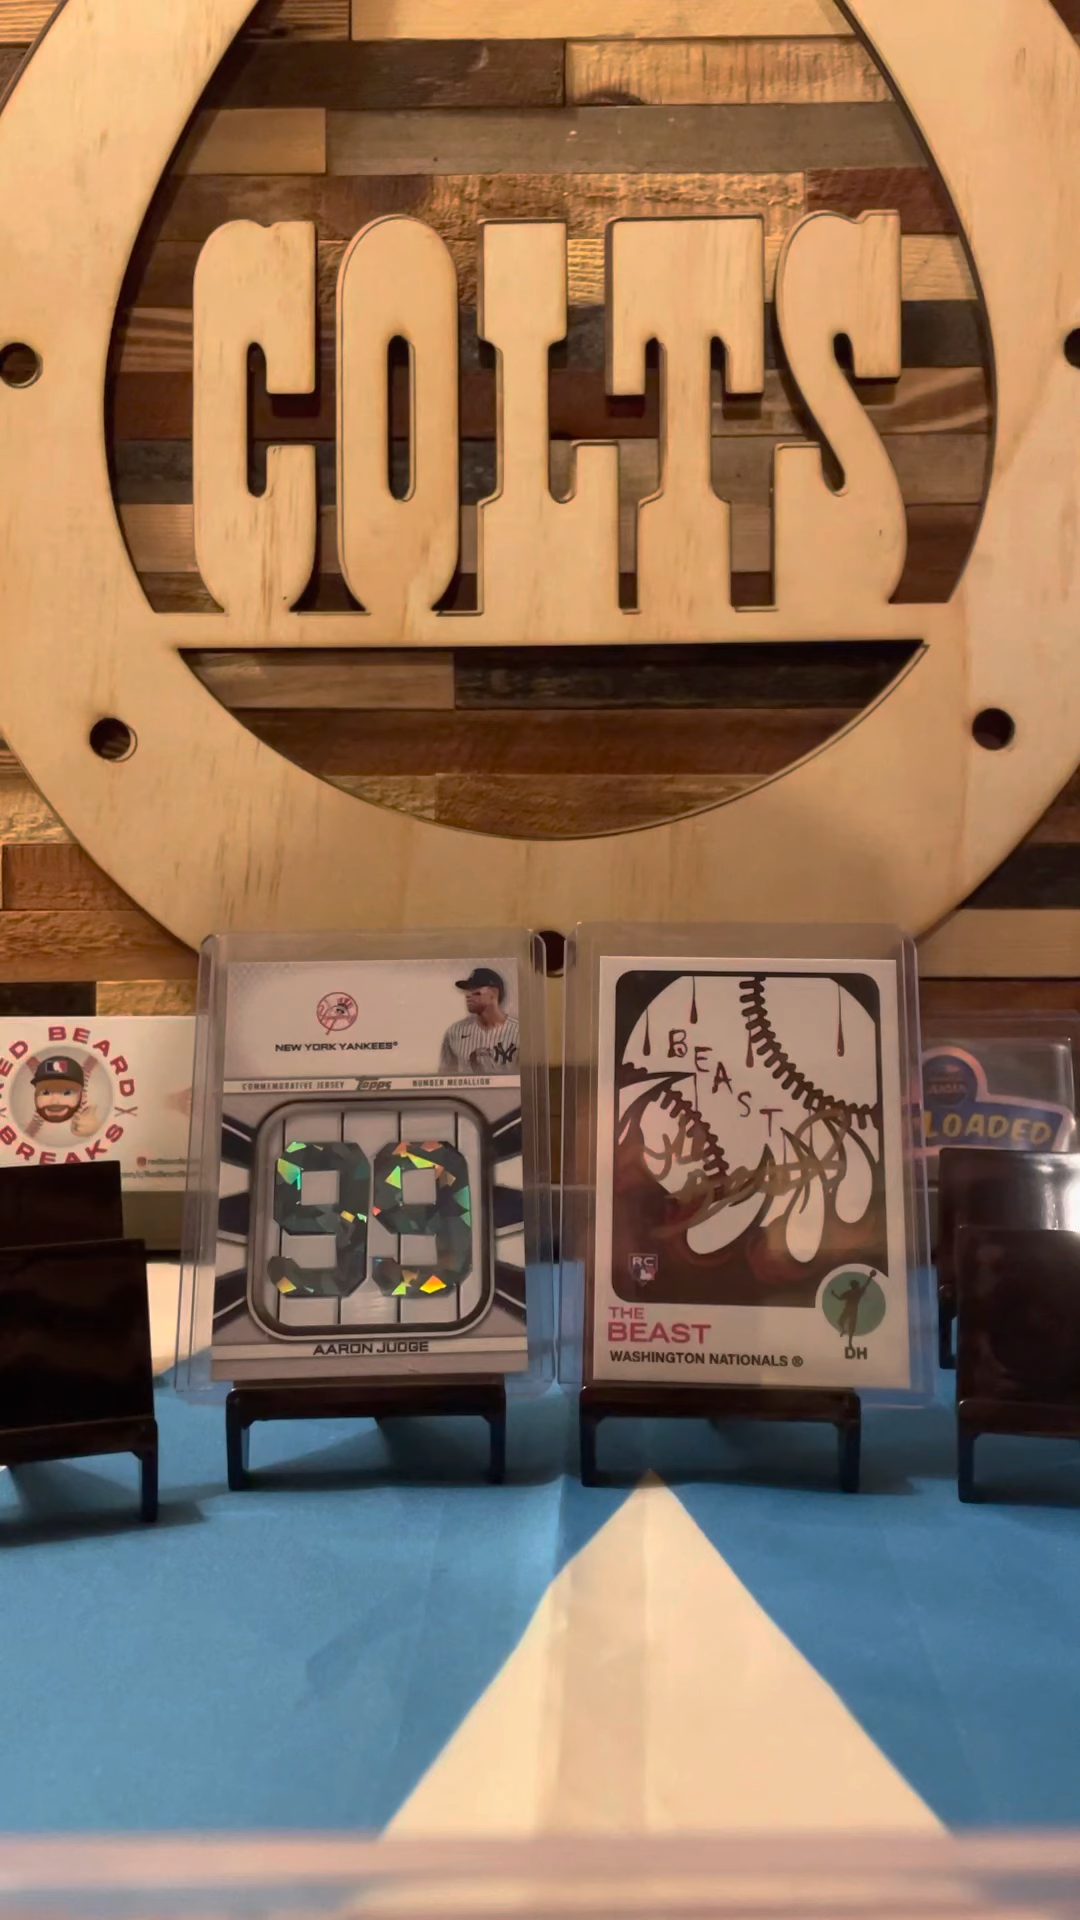 COLTS
RED BEARD
BREAKS
NEW YORK YANKEES®
COMMEMORATIVE JERSEY Topps NUMBER MEDALLION
99
AARON JUDGE
BEAST
RC
THE
BEAST
WASHINGTON NATIONALS ®
DH
LOADED